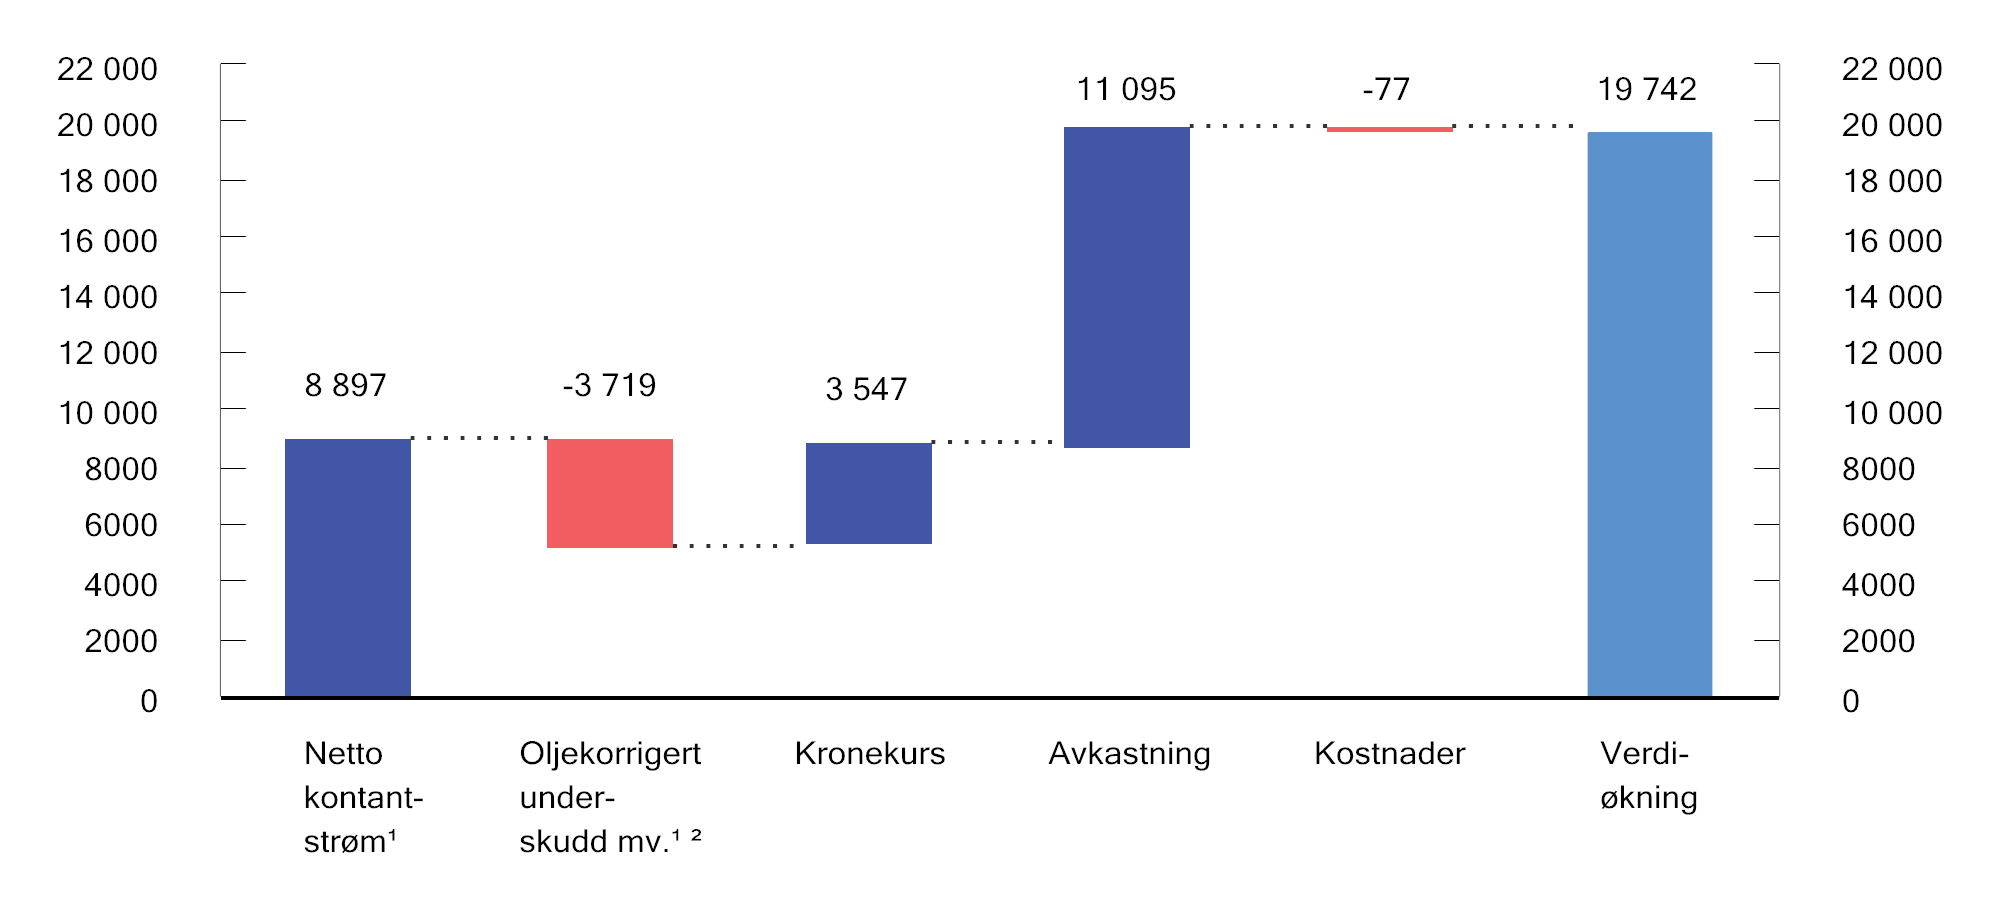 22 000
20 000
18 000
16 000
14 000
12 000
10 000
8000
6000
4000
2000
0
8 897
-3 719
3 547
11 095
-77
19 742
22 000
20 000
18 000
16 000
14 000
12 000
10 000
8000
6000
4000
2000
0
Netto
kontant-
strøm¹
Oljekorrigert
under-
skudd mv.¹ ²
Kronekurs
Avkastning
Kostnader
Verdi-
økning